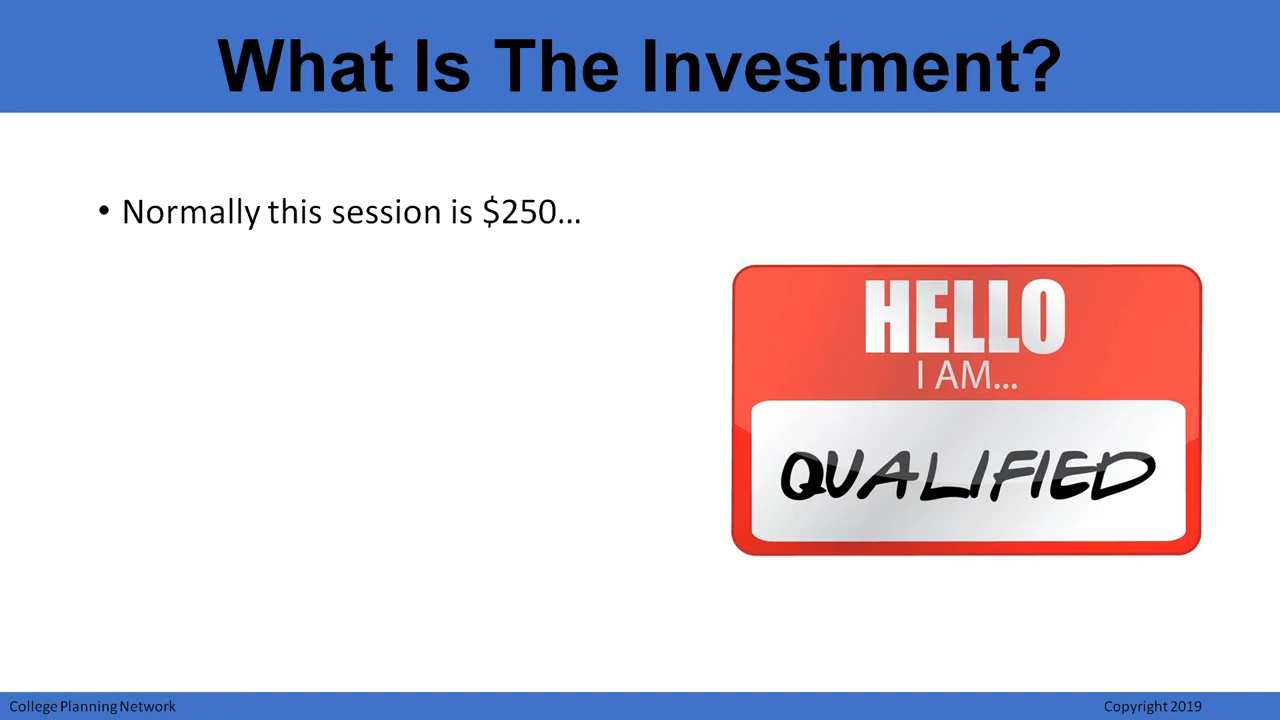 What Is The Investment?
• Normally this session is $250...
HELLO
I AM...
QUALIFIED
College Planning Network
Copyright 2019